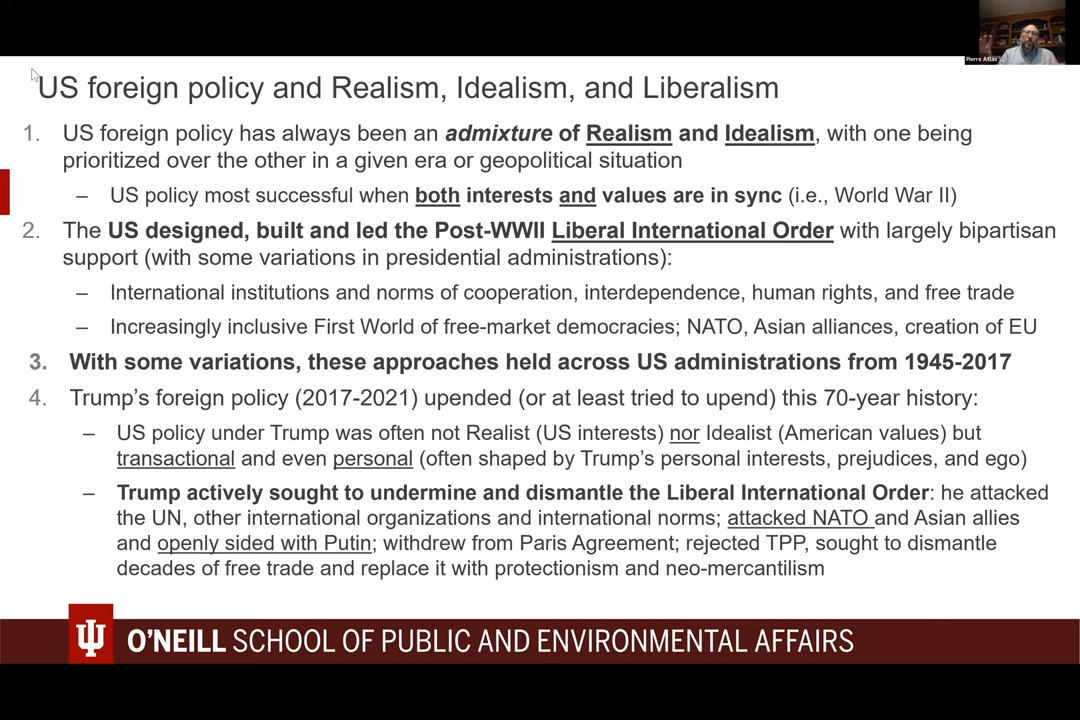 Pierre Atlas
US foreign policy and Realism, Idealism, and Liberalism
1. US foreign policy has always been an admixture of Realism and Idealism, with one being
prioritized over the other in a given era or geopolitical situation
– US policy most successful when both interests and values are in sync (i.e., World War II)
2. The US designed, built and led the Post-WWII Liberal International Order with largely bipartisan
support (with some variations in presidential administrations):
– International institutions and norms of cooperation, interdependence, human rights, and free trade
– Increasingly inclusive First World of free-market democracies; NATO, Asian alliances, creation of EU
3. With some variations, these approaches held across US administrations from 1945-2017
4. Trump's foreign policy (2017-2021) upended (or at least tried to upend) this 70-year history:
– US policy under Trump was often not Realist (US interests) nor Idealist (American values) but
transactional and even personal (often shaped by Trump's personal interests, prejudices, and ego)
– Trump actively sought to undermine and dismantle the Liberal International Order: he attacked
the UN, other international organizations and international norms; attacked NATO and Asian allies
and openly sided with Putin; withdrew from Paris Agreement; rejected TPP, sought to dismantle
decades of free trade and replace it with protectionism and neo-mercantilism
O'NEILL SCHOOL OF PUBLIC AND ENVIRONMENTAL AFFAIRS